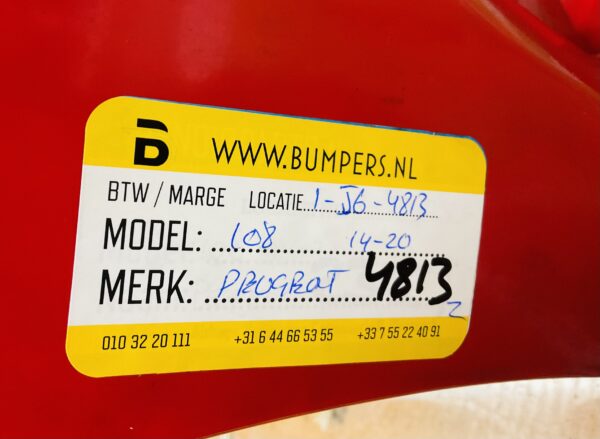 B WWW.BUMPERS.NL
BTW / MARGE LOCATIE 1-J6-4813
MODEL: 108 14-20
MERK: PEUGEOT 4813
2
010 32 20 111 +31 6 44 66 53 55 +33 7 55 22 40 91